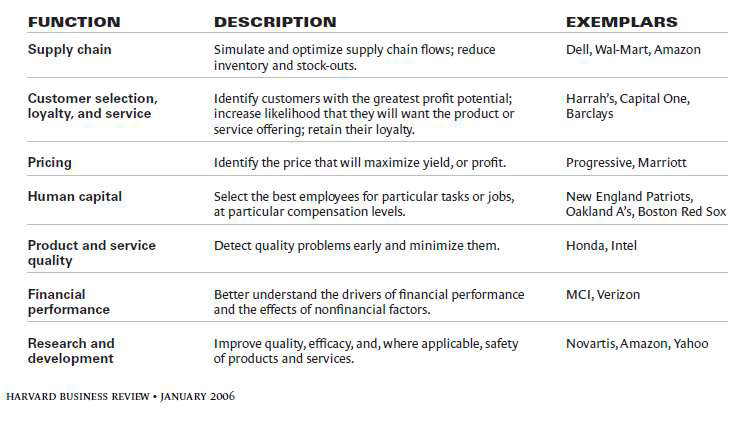 FUNCTION DESCRIPTION EXEMPLARS
Supply chain Simulate and optimize supply chain flows; reduce Dell, Wal-Mart, Amazon
inventory and stock-outs.
Customer selection, Identify customers with the greatest profit potential; Harrah’s, Capital One,
loyalty, and service increase likelihood that they will want the product or Barclays
service offering; retain their loyalty.
Pricing Identify the price that will maximize yield, or profit. Progressive, Marriott
Human capital Select the best employees for particular tasks or jobs, New England Patriots,
at particular compensation levels. Oakland A’s, Boston Red Sox
Product and service Detect quality problems early and minimize them. Honda, Intel
quality
Financial Better understand the drivers of financial performance MCI, Verizon
performance and the effects of nonfinancial factors.
Research and Improve quality, efficacy, and, where applicable, safety Novartis, Amazon, Yahoo
development of products and services.
HARVARD BUSINESS REVIEW • JANUARY 2006